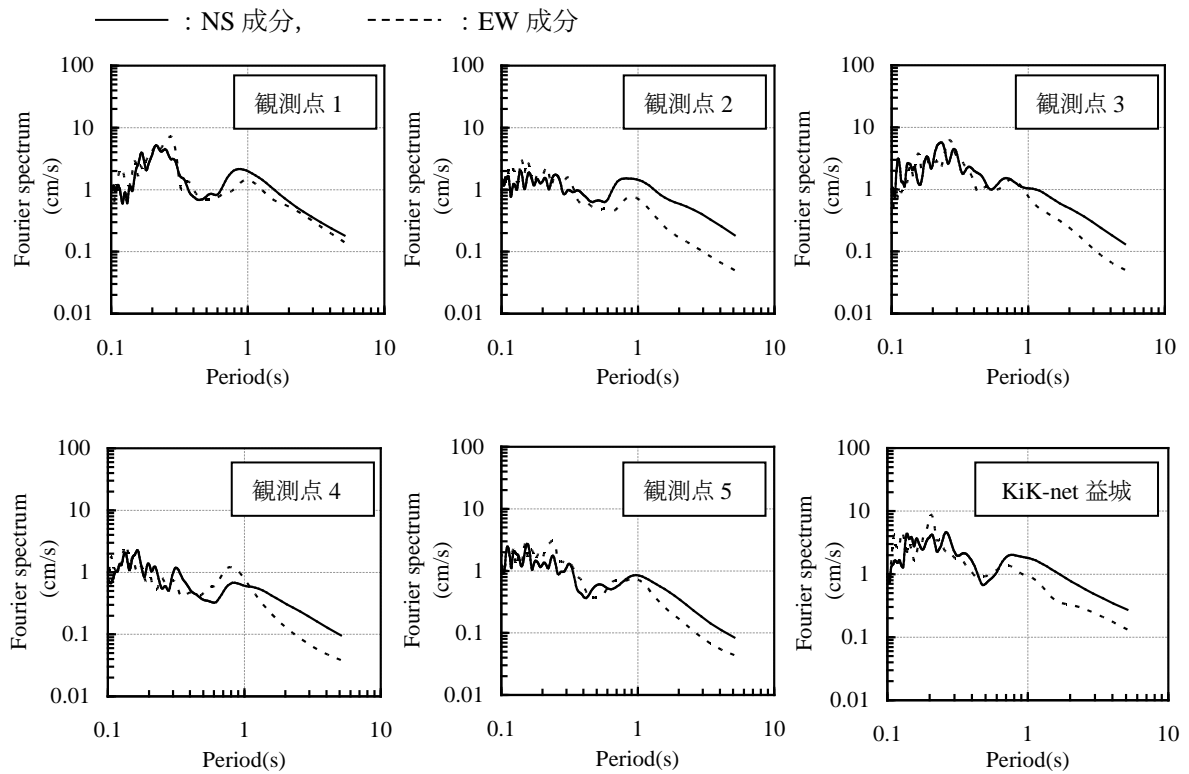 : NS 成分, : EW 成分
観測点 1
Fourier spectrum
(cm/s)
100
10
1
0.1
0.01
0.1
1
10
Period(s)
観測点 2
Fourier spectrum
(cm/s)
100
10
1
0.1
0.01
0.1
1
10
Period(s)
観測点 3
Fourier spectrum
(cm/s)
100
10
1
0.1
0.01
0.1
1
10
Period(s)
観測点 4
Fourier spectrum
(cm/s)
100
10
1
0.1
0.01
0.1
1
10
Period(s)
観測点 5
Fourier spectrum
(cm/s)
100
10
1
0.1
0.01
0.1
1
10
Period(s)
KiK-net 益城
Fourier spectrum
(cm/s)
100
10
1
0.1
0.01
0.1
1
10
Period(s)